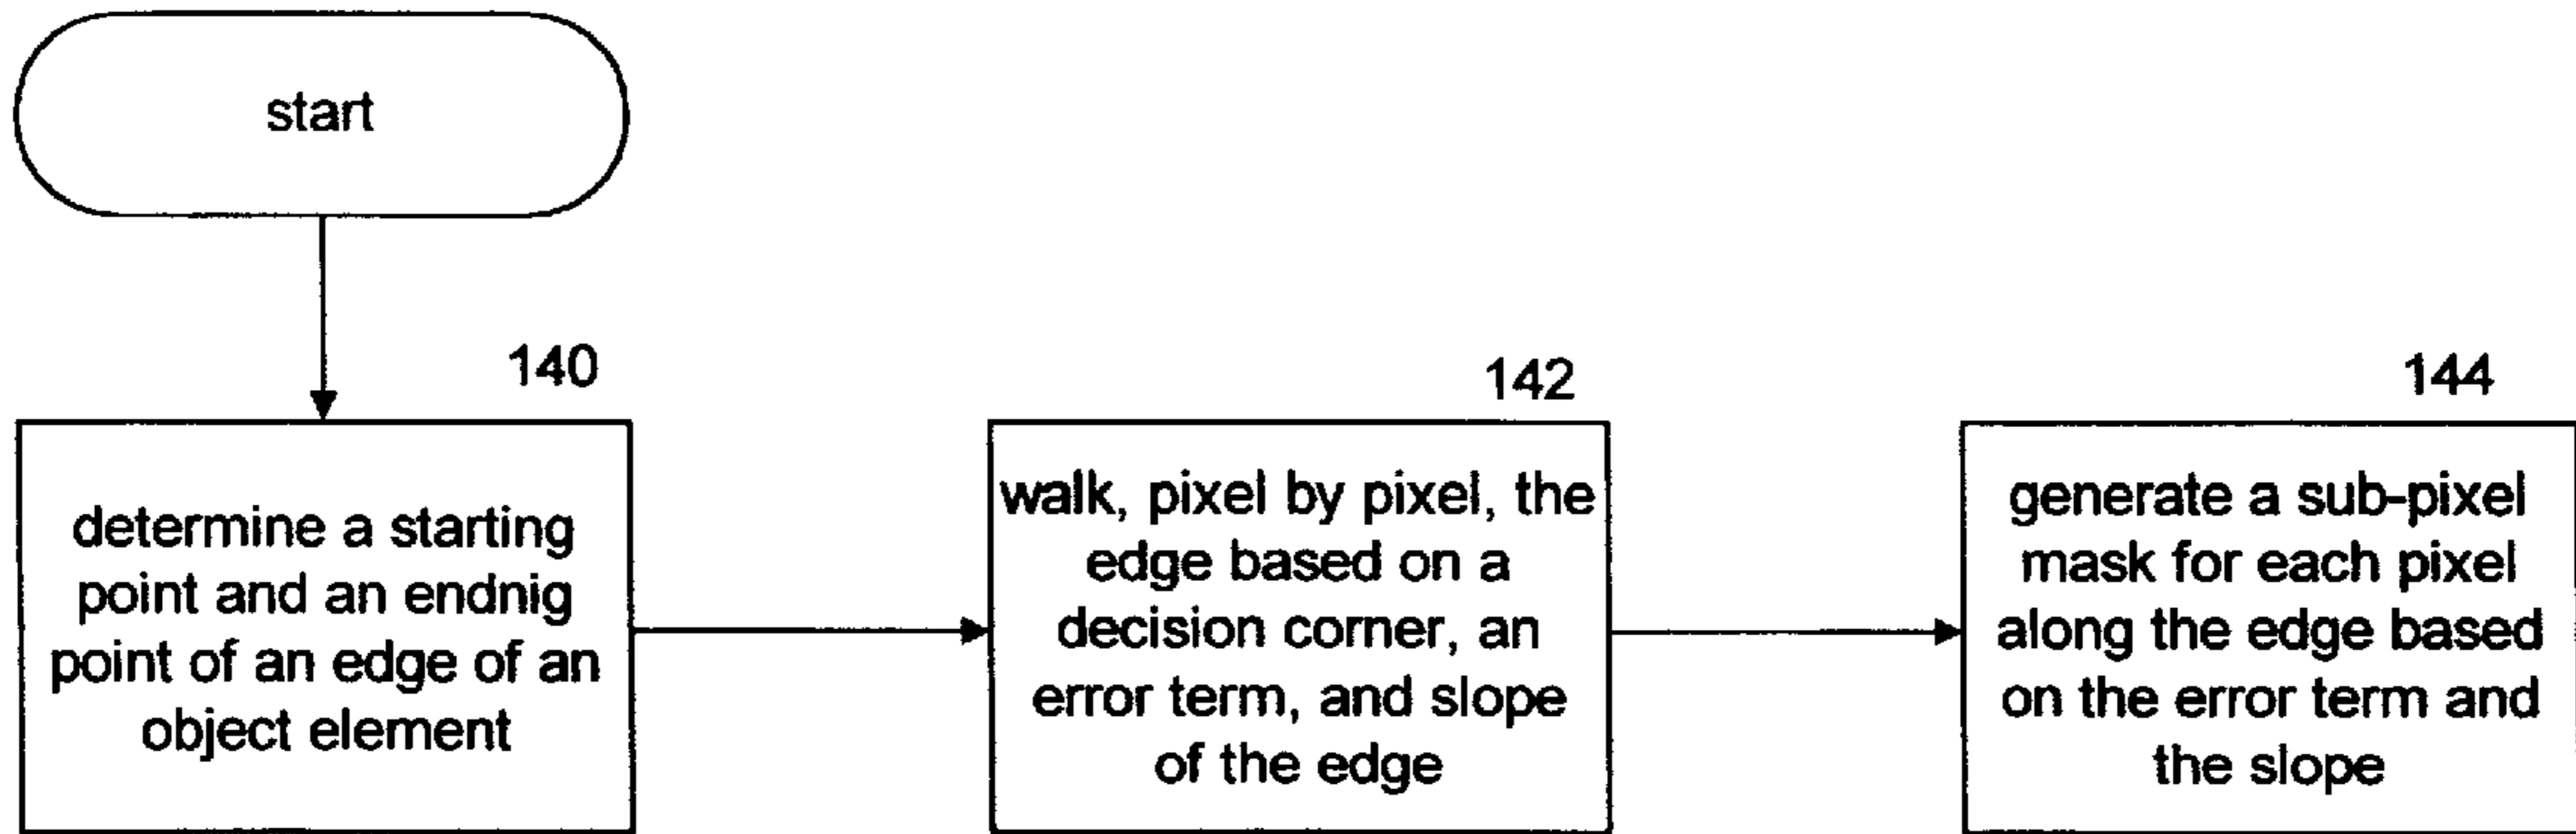 start
140
determine a starting
point and an endnig
point of an edge of an
object element
142
walk, pixel by pixel, the
edge based on a
decision corner, an
error term, and slope
of the edge
144
generate a sub-pixel
mask for each pixel
along the edge based
on the error term and
the slope